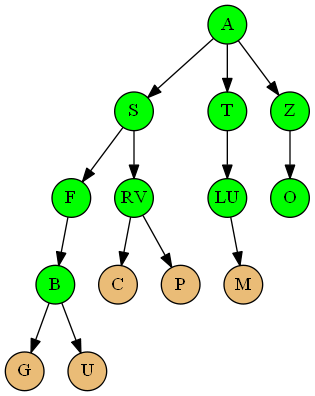 A
S T Z
F RV LU O
B C P M
G U